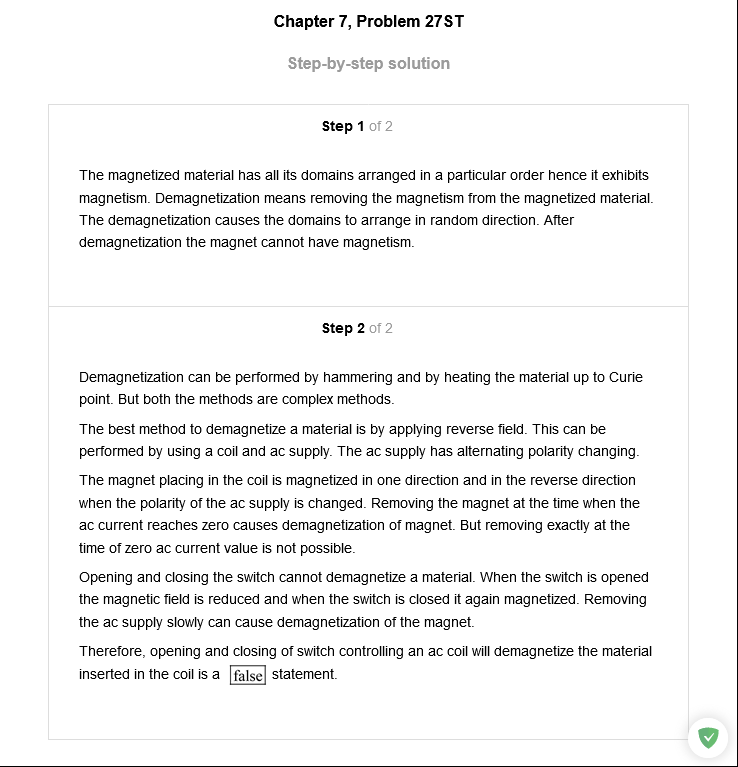 Chapter 7, Problem 27ST
Step-by-step solution
Step 1 of 2
The magnetized material has all its domains arranged in a particular order hence it exhibits
magnetism. Demagnetization means removing the magnetism from the magnetized material.
The demagnetization causes the domains to arrange in random direction. After
demagnetization the magnet cannot have magnetism.
Step 2 of 2
Demagnetization can be performed by hammering and by heating the material up to Curie
point. But both the methods are complex methods.
The best method to demagnetize a material is by applying reverse field. This can be
performed by using a coil and ac supply. The ac supply has alternating polarity changing.
The magnet placing in the coil is magnetized in one direction and in the reverse direction
when the polarity of the ac supply is changed. Removing the magnet at the time when the
ac current reaches zero causes demagnetization of magnet. But removing exactly at the
time of zero ac current value is not possible.
Opening and closing the switch cannot demagnetize a material. When the switch is opened
the magnetic field is reduced and when the switch is closed it again magnetized. Removing
the ac supply slowly can cause demagnetization of the magnet.
Therefore, opening and closing of switch controlling an ac coil will demagnetize the material
inserted in the coil is a false statement.